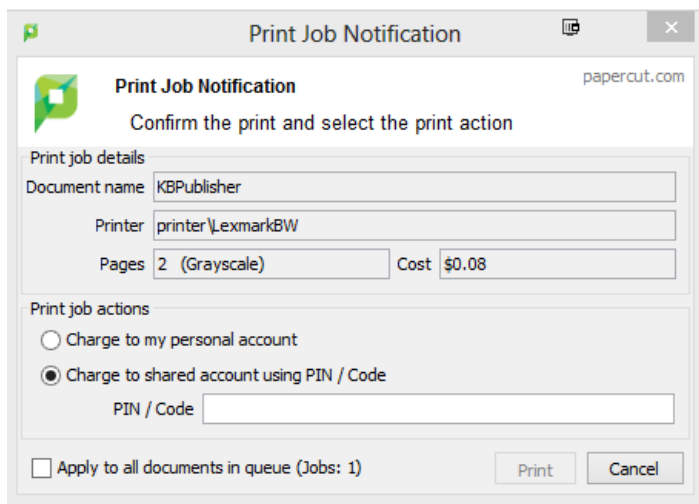 Print Job Notification
Print Job Notification
papercut.com
Confirm the print and select the print action
Print job details
Document name KBPublisher
Printer printer\LexmarkBW
Pages 2 (Grayscale) Cost $0.08
Print job actions
Charge to my personal account
Charge to shared account using PIN / Code
PIN / Code
Apply to all documents in queue (Jobs: 1) Print Cancel